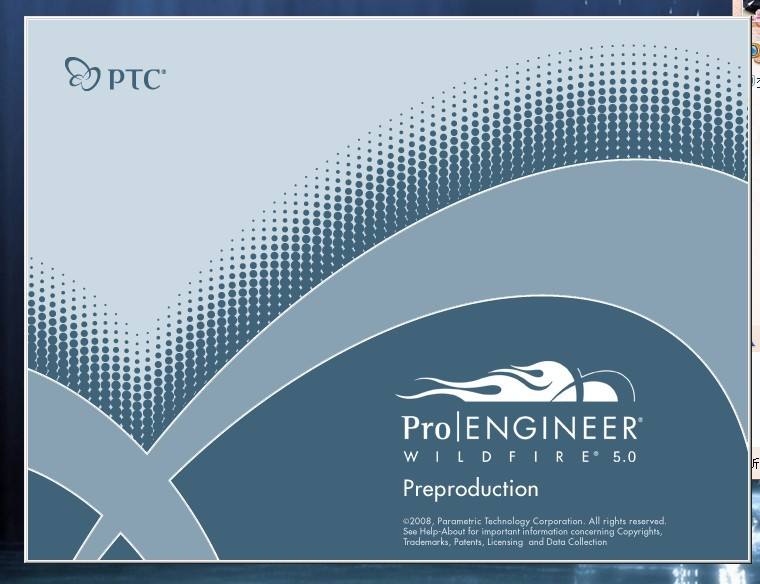 PTC®
Pro|ENGINEER®
WILDFIRE® 5.0
Preproduction
©2008, Parametric Technology Corporation. All rights reserved.
See Help-About for important information concerning Copyrights,
Trademarks, Patents, Licensing and Data Collection